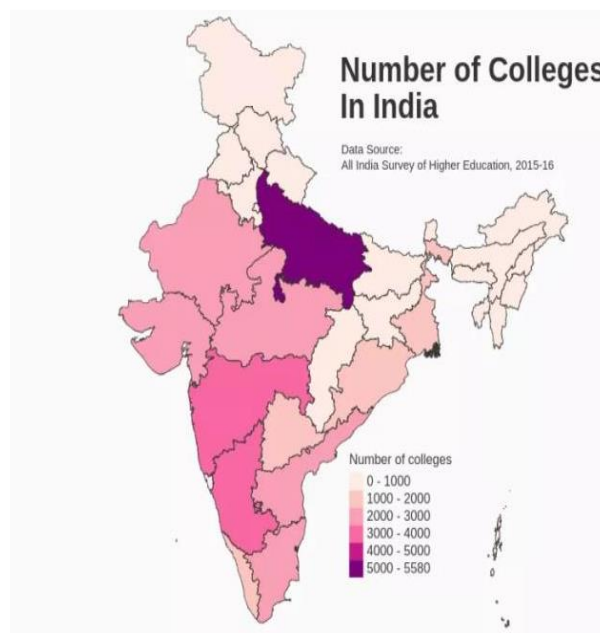 Number of Colleges
In India
Data Source:
All India Survey of Higher Education, 2015-16
Number of colleges
0 - 1000
1000 - 2000
2000 - 3000
3000 - 4000
4000 - 5000
5000 - 5580